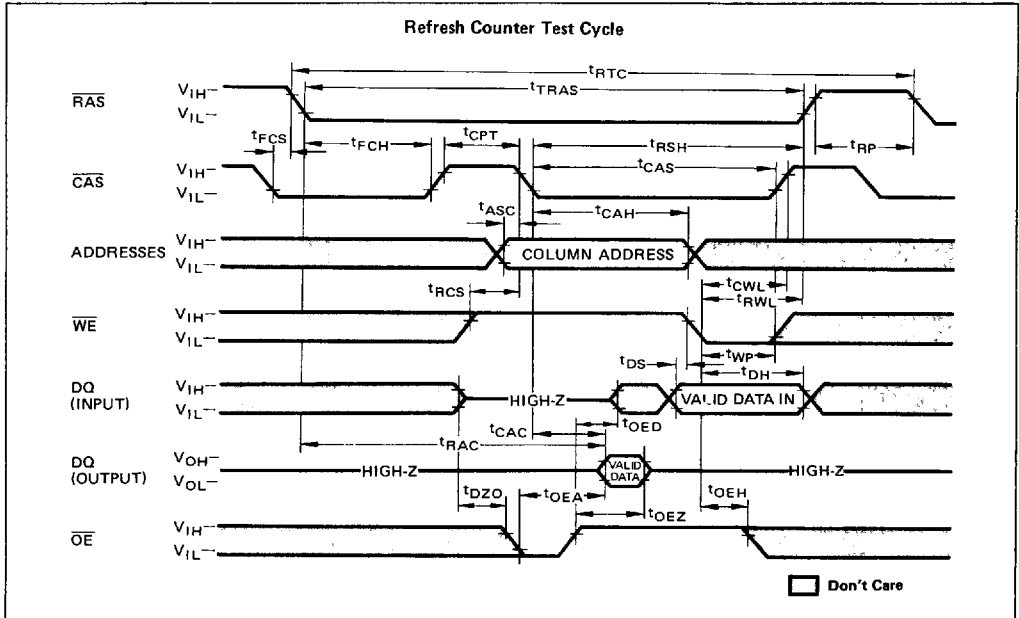 Refresh Counter Test Cycle
tRTC
tTRAS
RAS
VIH
VIL
tFCS
tFCH
tCPT
tRSH
tRP
tCAS
CAS
VIH
VIL
tASC
tCAH
ADDRESSES
VIH
VIL
COLUMN ADDRESS
tRCS
tCWL
tRWL
WE
VIH
VIL
tWP
tDS
tDH
DQ
(INPUT)
VIH
VIL
HIGH-Z
VALID DATA IN
tOED
tCAC
tRAC
DQ
(OUTPUT)
VOH
VOL
HIGH-Z
VALID
DATA
HIGH-Z
tDZO
tOEA
tOEZ
tOEH
OE
VIH
VIL
Don't Care